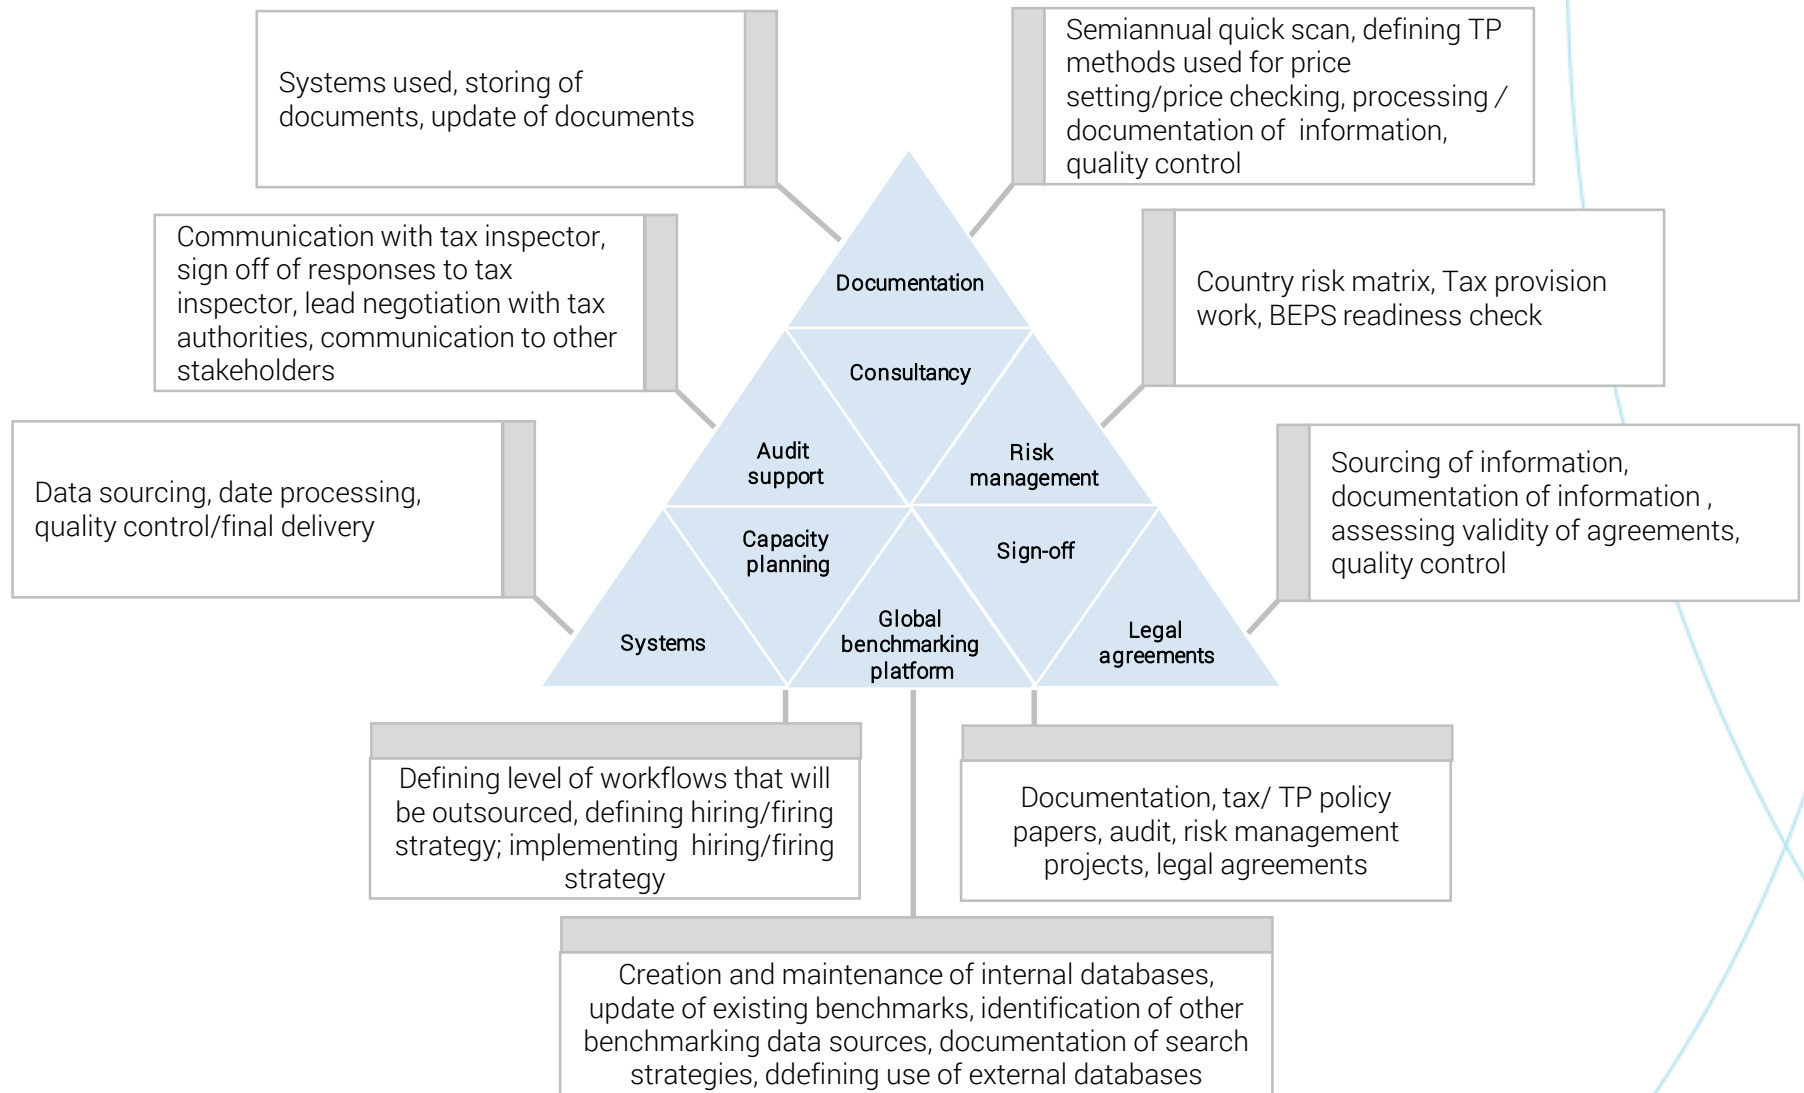 Systems used, storing of
documents, update of documents
Semiannual quick scan, defining TP
methods used for price
setting/price checking, processing /
documentation of  information,
quality control
Communication with tax inspector,
sign off of responses to tax
inspector, lead negotiation with tax
authorities, communication to other
stakeholders
Country risk matrix, Tax provision
work, BEPS readiness check
Data sourcing, date processing,
quality control/final delivery
Sourcing of information,
documentation of information ,
assessing validity of agreements,
quality control
Documentation
Consultancy
Audit
support
Risk
management
Capacity
planning
Sign-off
Systems
Global
benchmarking
platform
Legal
agreements
Defining level of workflows that will
be outsourced, defining hiring/firing
strategy; implementing  hiring/firing
strategy
Documentation, tax/ TP policy
papers, audit, risk management
projects, legal agreements
Creation and maintenance of internal databases,
update of existing benchmarks, identification of other
benchmarking data sources, documentation of search
strategies, ddefining use of external databases